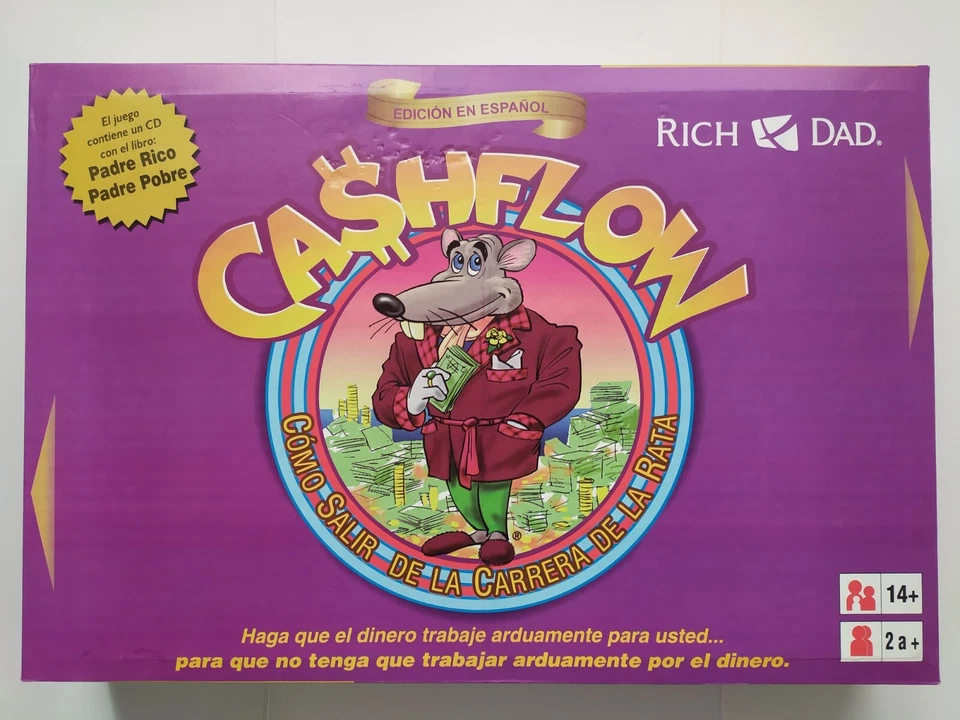 EDICIÓN EN ESPAÑOL
El juego
contiene un CD
con el libro:
Padre Rico
Padre Pobre
RICH DAD®
CA$HFLOW
CÓMO SALIR DE LA CARRERA DE LA RATA
®
Haga que el dinero trabaje arduamente para usted...
para que no tenga que trabajar arduamente por el dinero.
14+
2 a +